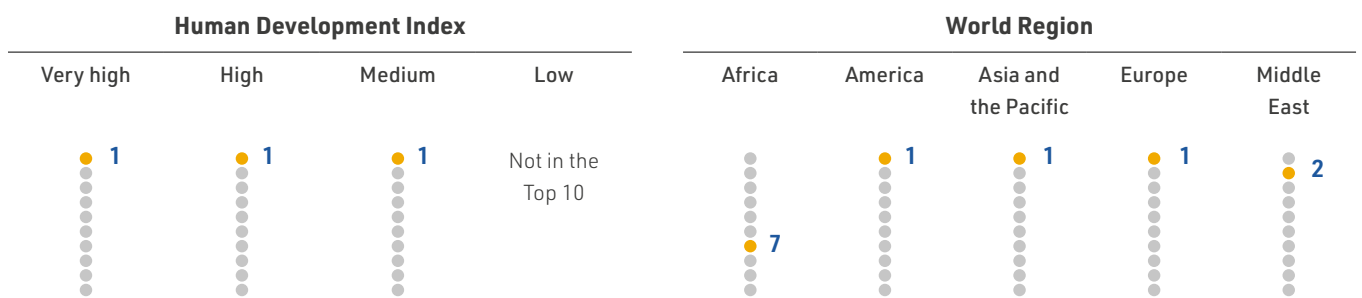 Human Development Index
Very high
High
Medium
Low
1
1
1
Not in the
Top 10
World Region
Africa
America
Asia and
the Pacific
Europe
Middle
East
7
1
1
1
2